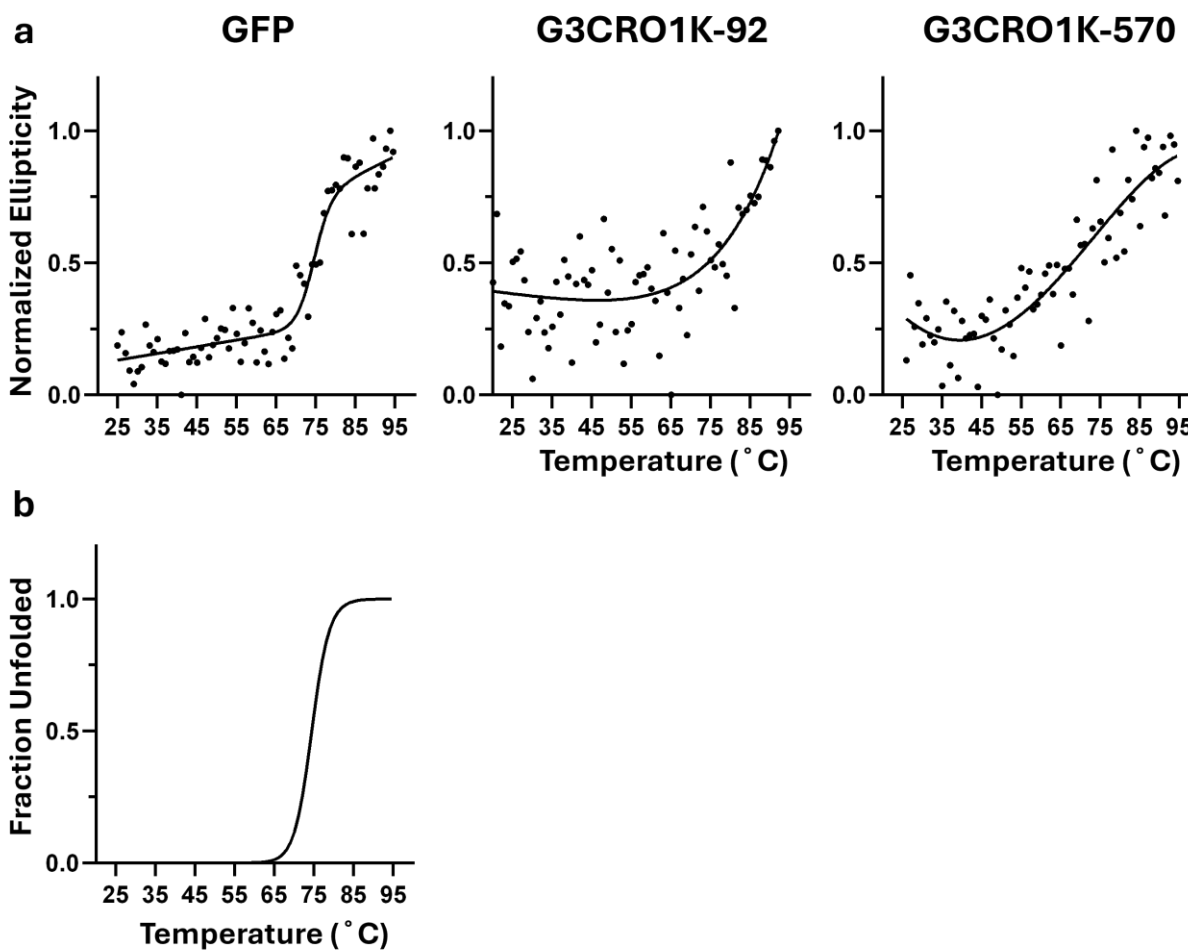 a
GFP
G3CRO1K-92
G3CRO1K-570
Normalized Ellipticity
1.0
0.5
0.0
25 35 45 55 65 75 85 95
1.0
0.5
0.0
25 35 45 55 65 75 85 95
Temperature (˚C)
1.0
0.5
0.0
25 35 45 55 65 75 85 95
Temperature (˚C)
b
Fraction Unfolded
1.0
0.5
0.0
25 35 45 55 65 75 85 95
Temperature (˚C)